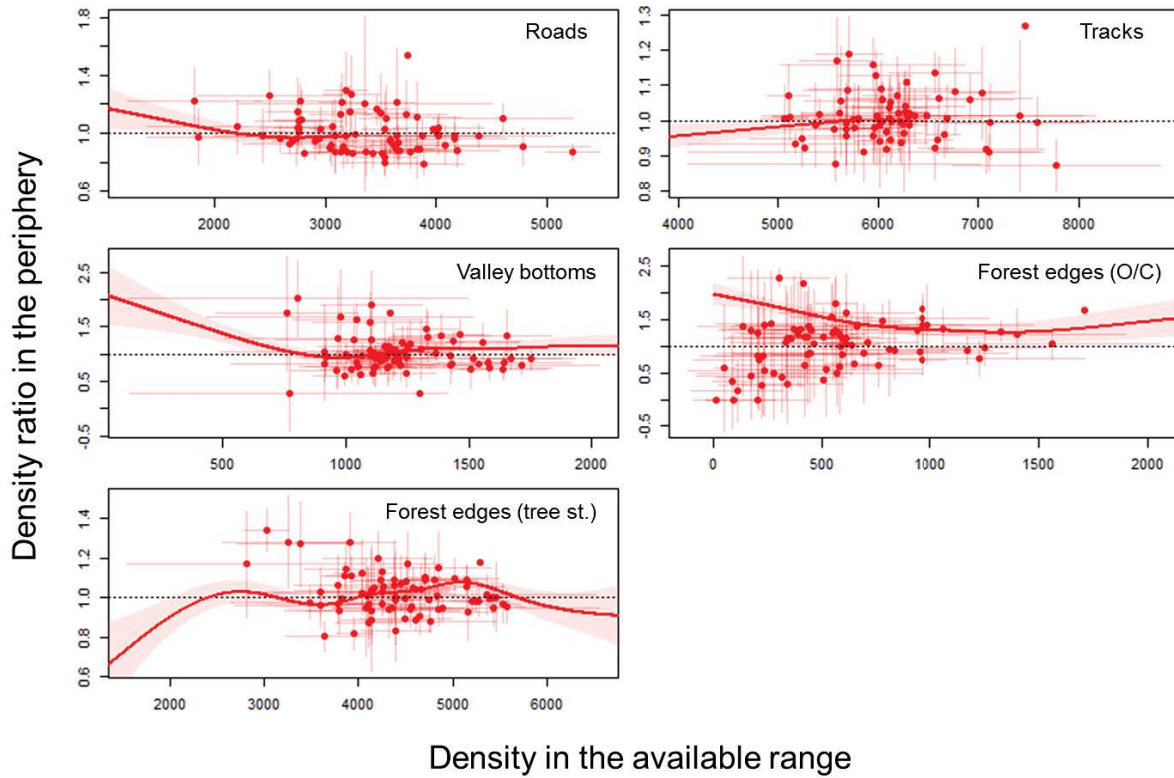 Density ratio in the periphery
Roads
0.6 1.0 1.4 1.8
2000 3000 4000 5000
Tracks
0.8 0.9 1.0 1.1 1.2 1.3
4000 5000 6000 7000 8000
Valley bottoms
-0.5 0.5 1.5 2.5
500 1000 1500 2000
Forest edges (O/C)
-0.5 0.5 1.5 2.5
0 500 1000 1500 2000
Forest edges (tree st.)
0.6 0.8 1.0 1.2 1.4
2000 3000 4000 5000 6000
Density in the available range